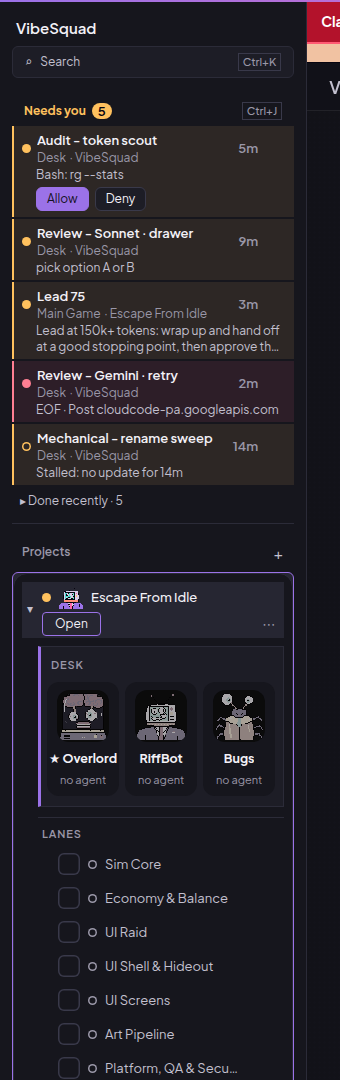 VibeSquad
Search Ctrl+K
Needs you 5 Ctrl+J
Audit - token scout 5m
Desk · VibeSquad
Bash: rg --stats
Allow Deny
Review - Sonnet · drawer 9m
Desk · VibeSquad
pick option A or B
Lead 75 3m
Main Game · Escape From Idle
Lead at 150k+ tokens: wrap up and hand off
at a good stopping point, then approve th...
Review - Gemini · retry 2m
Desk · VibeSquad
EOF · Post cloudcode-pa.googleapis.com
Mechanical - rename sweep 14m
Desk · VibeSquad
Stalled: no update for 14m
▸ Done recently · 5
Projects +
▾ Escape From Idle
Open ...
DESK
★ Overlord RiffBot Bugs
no agent no agent no agent
LANES
Sim Core
Economy & Balance
UI Raid
UI Shell & Hideout
UI Screens
Art Pipeline
Platform, QA & Secu...